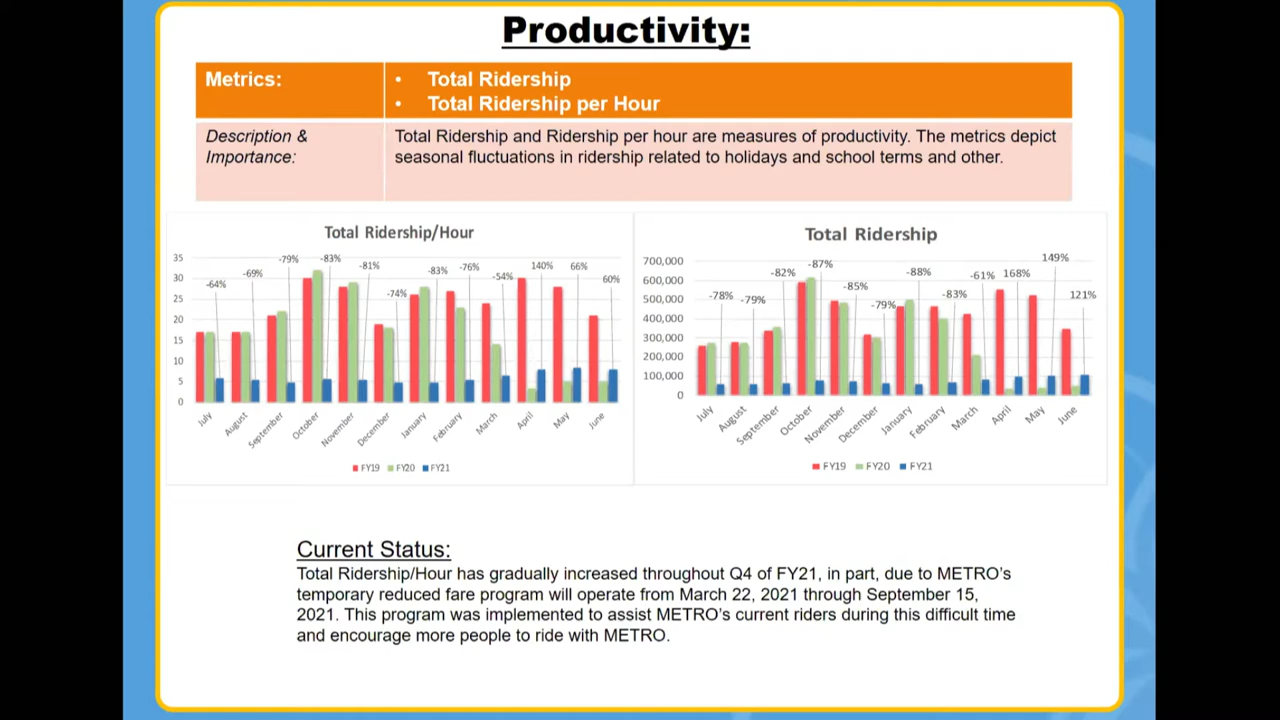 Productivity:
Metrics:
• Total Ridership
• Total Ridership per Hour
Description &
Importance:
Total Ridership and Ridership per hour are measures of productivity. The metrics depict
seasonal fluctuations in ridership related to holidays and school terms and other.
Total Ridership/Hour
35
30
25
20
15
10
5
0
-64%
-69%
-79%
-83%
-81%
-74%
-83%
-76%
-54%
140%
66%
60%
July
August
September
October
November
December
January
February
March
April
May
June
FY19 FY20 FY21
Total Ridership
700,000
600,000
500,000
400,000
300,000
200,000
100,000
0
-78%
-79%
-82%
-87%
-85%
-79%
-88%
-83%
-61%
168%
149%
121%
July
August
September
October
November
December
January
February
March
April
May
June
FY19 FY20 FY21
Current Status:
Total Ridership/Hour has gradually increased throughout Q4 of FY21, in part, due to METRO's
temporary reduced fare program will operate from March 22, 2021 through September 15,
2021. This program was implemented to assist METRO's current riders during this difficult time
and encourage more people to ride with METRO.